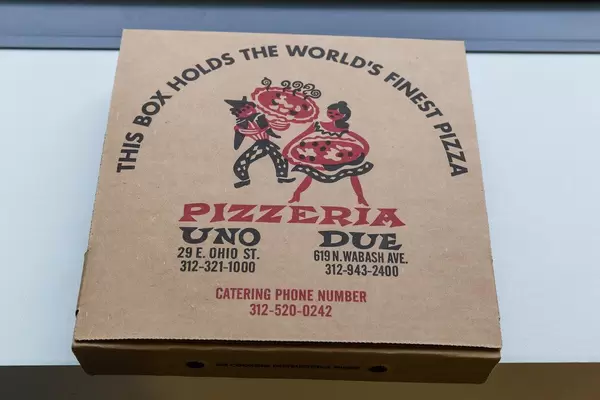 THIS BOX HOLDS THE WORLD'S FINEST PIZZA
PIZZERIA
UNO DUE
29 E. OHIO ST. 619 N. WABASH AVE.
312-321-1000 312-943-2400
CATERING PHONE NUMBER
312-520-0242